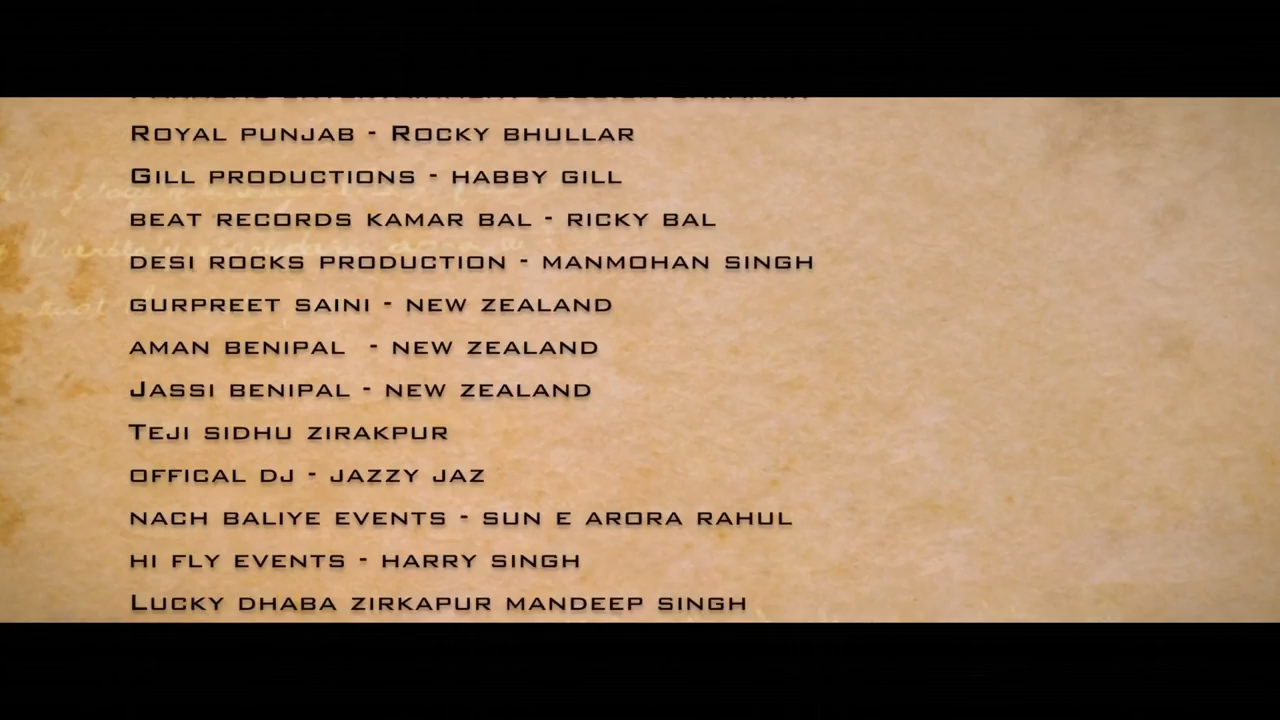 ROYAL PUNJAB - ROCKY BHULLAR
GILL PRODUCTIONS - HABBY GILL
BEAT RECORDS KAMAR BAL - RICKY BAL
DESI ROCKS PRODUCTION - MANMOHAN SINGH
GURPREET SAINI - NEW ZEALAND
AMAN BENIPAL - NEW ZEALAND
JASSI BENIPAL - NEW ZEALAND
TEJI SIDHU ZIRAKPUR
OFFICAL DJ - JAZZY JAZ
NACH BALIYE EVENTS - SUN E ARORA RAHUL
HI FLY EVENTS - HARRY SINGH
LUCKY DHABA ZIRKAPUR MANDEEP SINGH